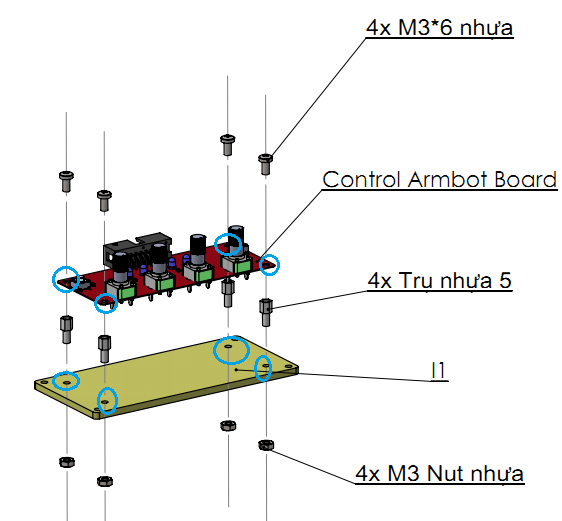 4x M3*6 nhựa
Control Armbot Board
4x Trụ nhựa 5
I1
4x M3 Nut nhựa